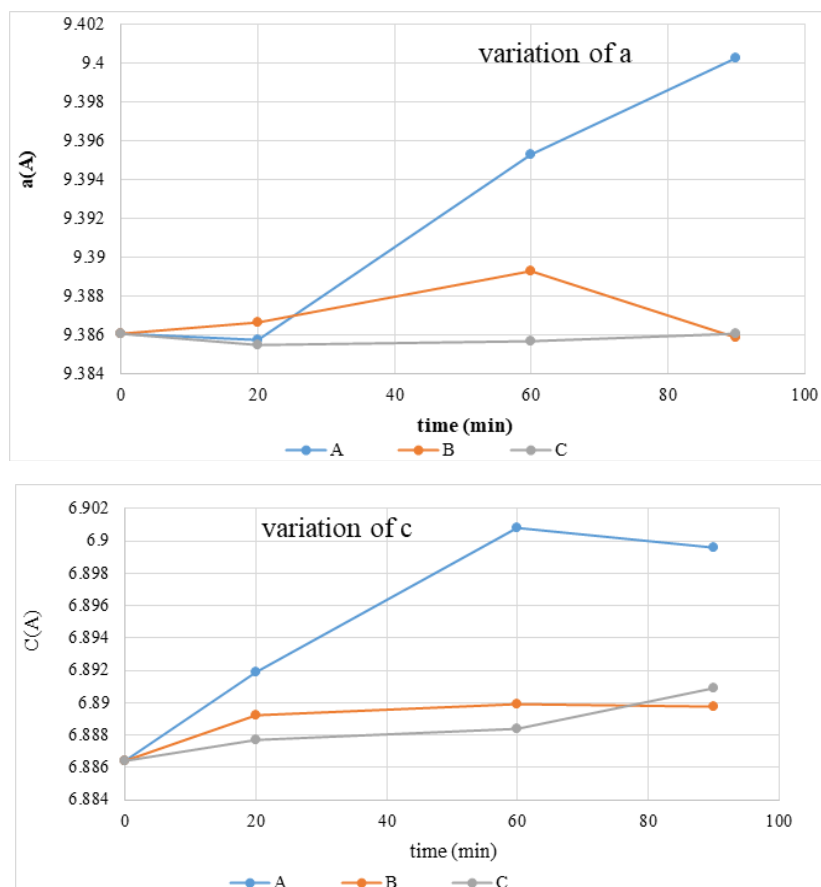 variation of a
9.402
9.4
9.398
9.396
9.394
9.392
9.39
9.388
9.386
9.384
a(A)
0 20 40 60 80 100
time (min)
A B C
variation of c
6.902
6.9
6.898
6.896
6.894
6.892
6.89
6.888
6.886
6.884
C(A)
0 20 40 60 80 100
time (min)
A B C